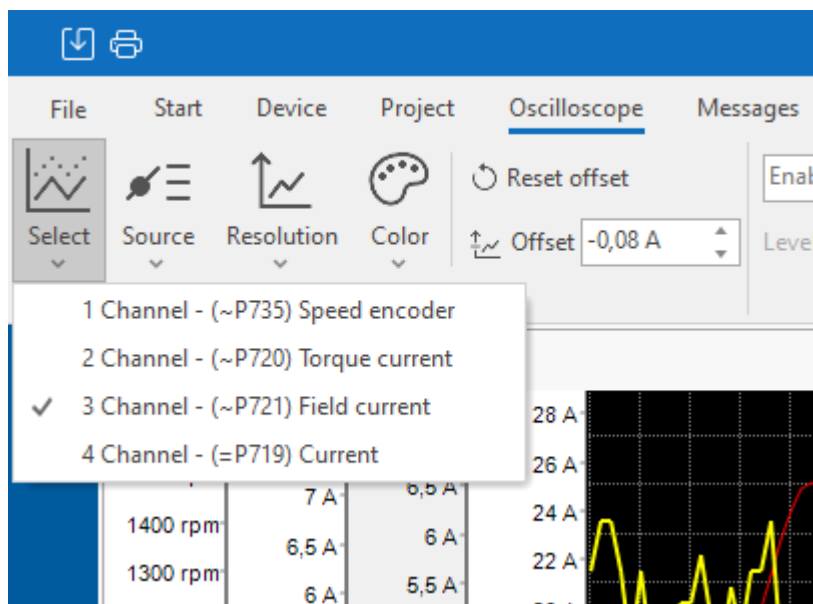 File Start Device Project Oscilloscope Messages
Select Source Resolution Color
Reset offset
Offset -0,08 A
1 Channel - (~P735) Speed encoder
2 Channel - (~P720) Torque current
3 Channel - (~P721) Field current
4 Channel - (=P719) Current
1400 rpm
1300 rpm
7 A
6,5 A
6 A
6,5 A
6 A
5,5 A
28 A
26 A
24 A
22 A